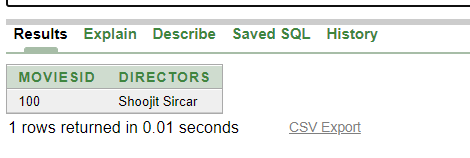 Results Explain Describe Saved SQL History
MOVIESID DIRECTORS
100 Shoojit Sircar
1 rows returned in 0.01 seconds CSV Export